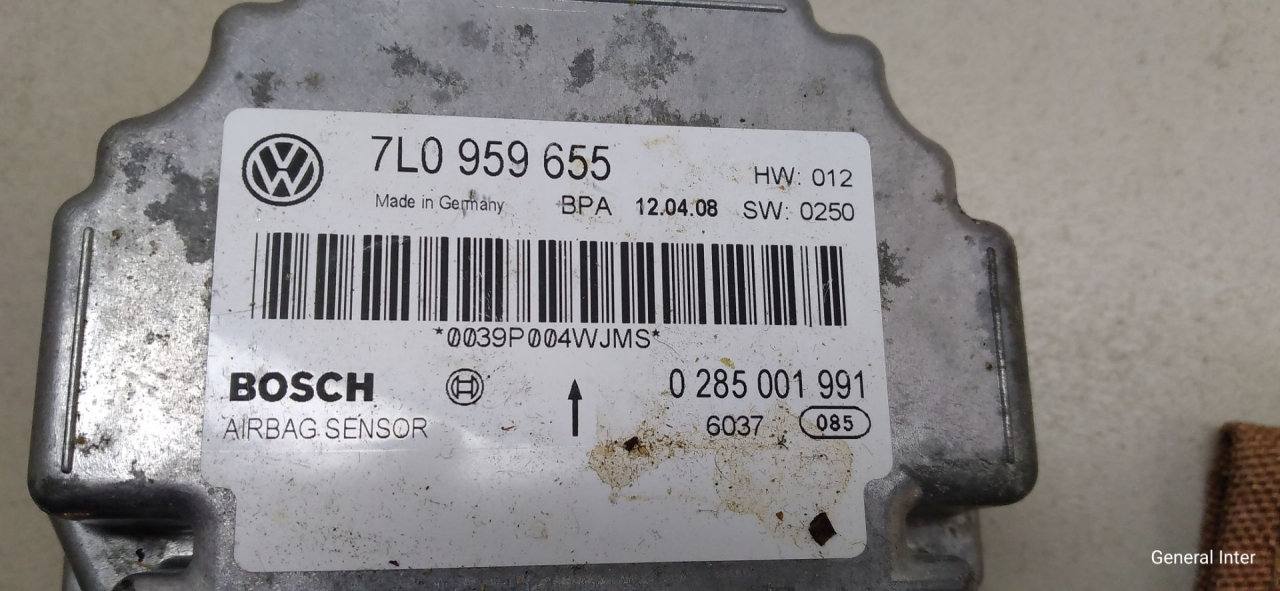 7L0 959 655
HW: 012
Made in Germany BPA 12.04.08 SW: 0250
*0039P004WJMS*
BOSCH 0 285 001 991
AIRBAG SENSOR 6037 085
General Inter